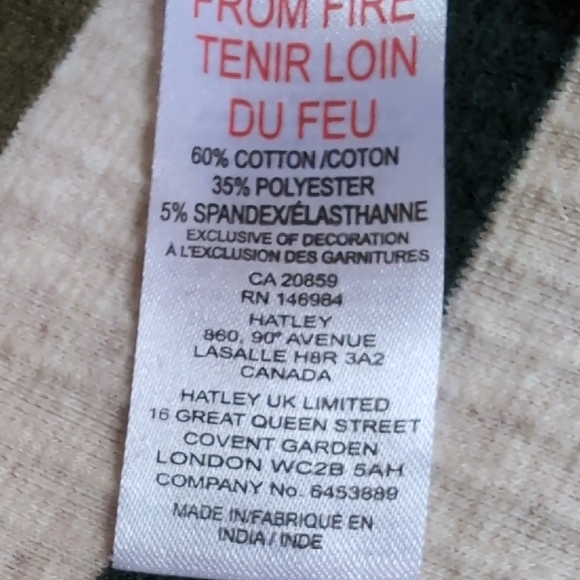 FROM FIRE
TENIR LOIN
DU FEU
60% COTTON /COTON
35% POLYESTER
5% SPANDEX/ÉLASTHANNE
EXCLUSIVE OF DECORATION
À L'EXCLUSION DES GARNITURES
CA 20859
RN 146984
HATLEY
860, 90e AVENUE
LASALLE H8R 3A2
CANADA
HATLEY UK LIMITED
16 GREAT QUEEN STREET
COVENT GARDEN
LONDON WC2B 5AH
COMPANY No. 6453889
MADE IN/FABRIQUÉ EN
INDIA / INDE